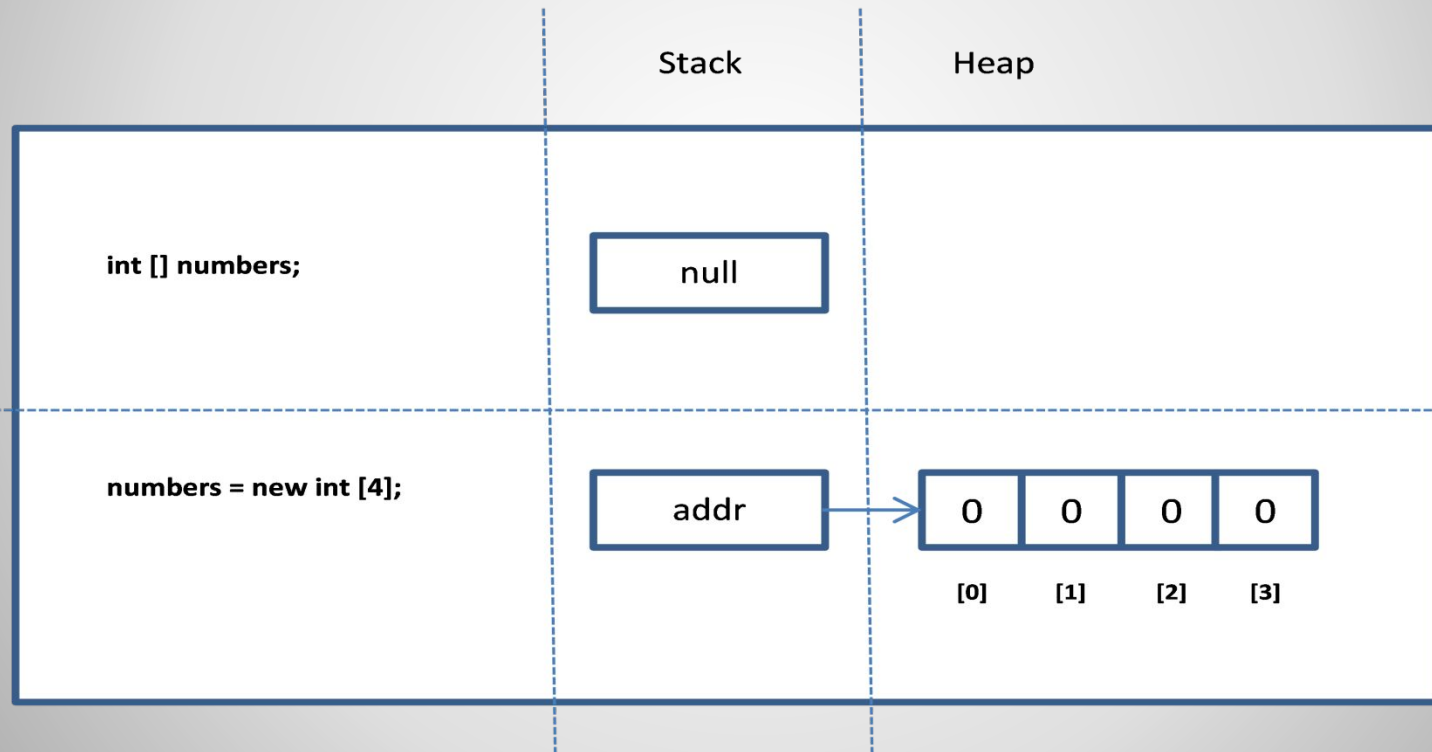 Stack
Heap
int [] numbers;
null
numbers = new int [4];
addr
0 0 0 0
[0] [1] [2] [3]